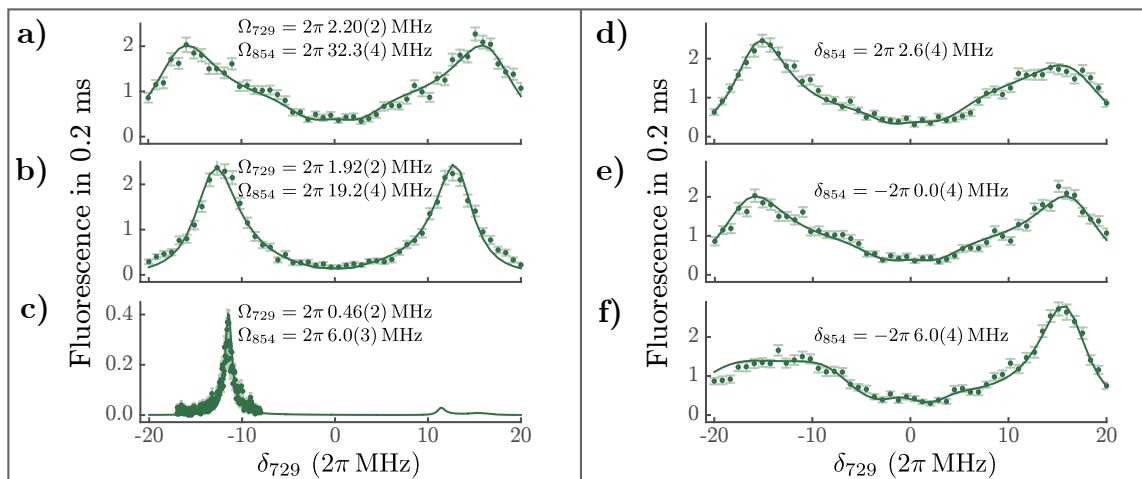 a)
Ω729 = 2π 2.20(2) MHz
Ω854 = 2π 32.3(4) MHz
2
1
0
b)
Ω729 = 2π 1.92(2) MHz
Ω854 = 2π 19.2(4) MHz
2
1
0
c)
Ω729 = 2π 0.46(2) MHz
Ω854 = 2π 6.0(3) MHz
0.4
0.2
0.0
Fluorescence in 0.2 ms
-20 -10 0 10 20
δ729 (2π MHz)
d)
δ854 = 2π 2.6(4) MHz
2
1
0
e)
δ854 = −2π 0.0(4) MHz
2
1
0
f)
δ854 = −2π 6.0(4) MHz
2
1
0
Fluorescence in 0.2 ms
-20 -10 0 10 20
δ729 (2π MHz)